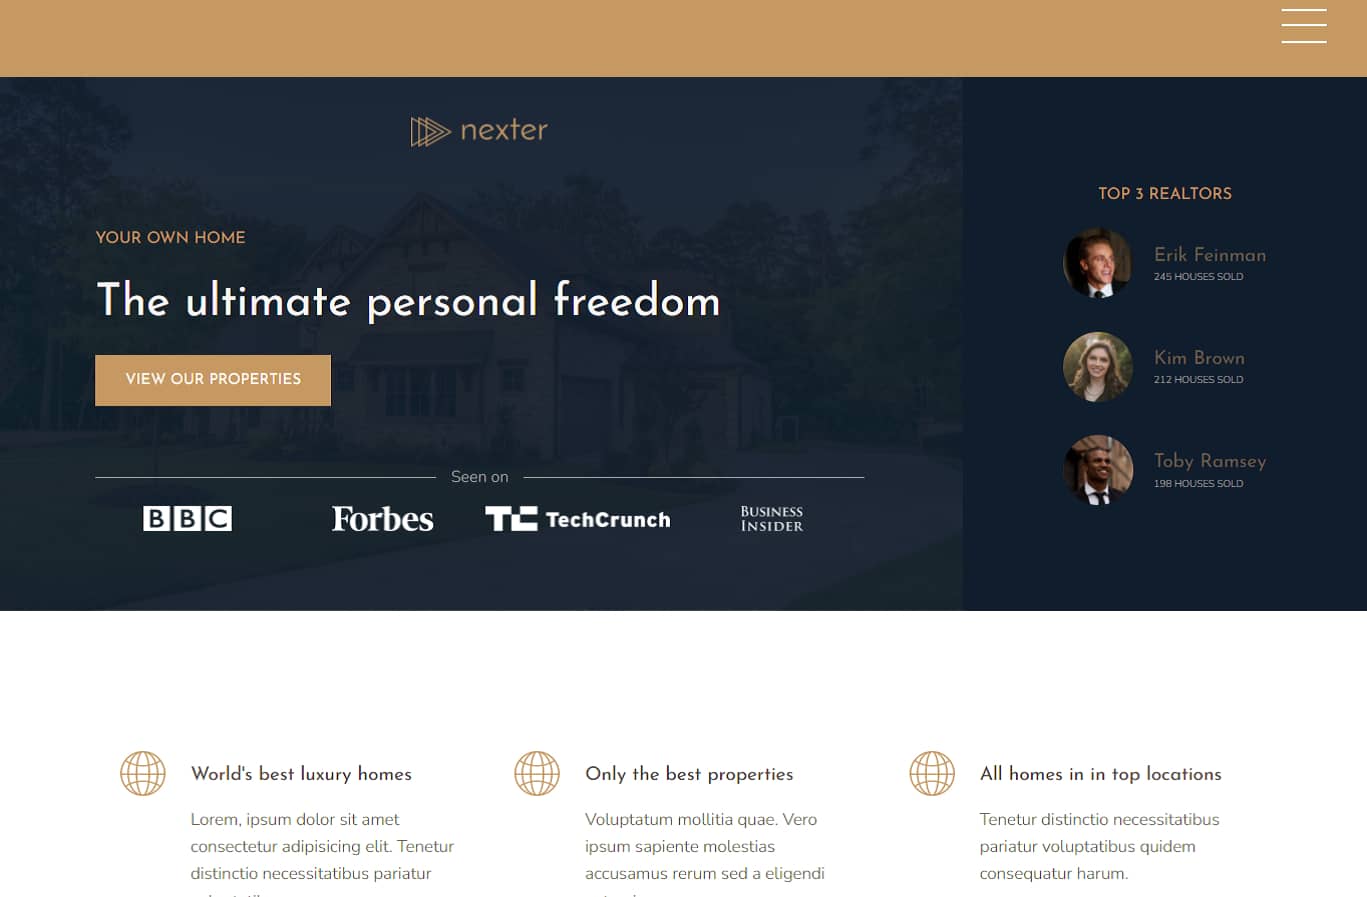 nexter
YOUR OWN HOME
The ultimate personal freedom
VIEW OUR PROPERTIES
Seen on
BBC
Forbes
TC TechCrunch
BUSINESS
INSIDER
TOP 3 REALTORS
Erik Feinman
245 HOUSES SOLD
Kim Brown
212 HOUSES SOLD
Toby Ramsey
198 HOUSES SOLD
World's best luxury homes
Lorem, ipsum dolor sit amet
consectetur adipisicing elit. Tenetur
distinctio necessitatibus pariatur
Only the best properties
Voluptatum mollitia quae. Vero
ipsum sapiente molestias
accusamus rerum sed a eligendi
All homes in in top locations
Tenetur distinctio necessitatibus
pariatur voluptatibus quidem
consequatur harum.